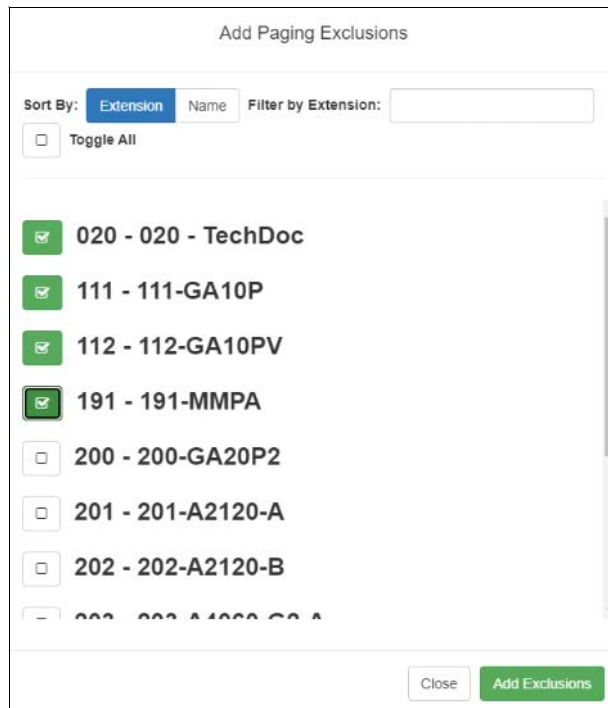 Add Paging Exclusions
Sort By: Extension Name Filter by Extension:
Toggle All
020 - 020 - TechDoc
111 - 111-GA10P
112 - 112-GA10PV
191 - 191-MMPA
200 - 200-GA20P2
201 - 201-A2120-A
202 - 202-A2120-B
Close Add Exclusions